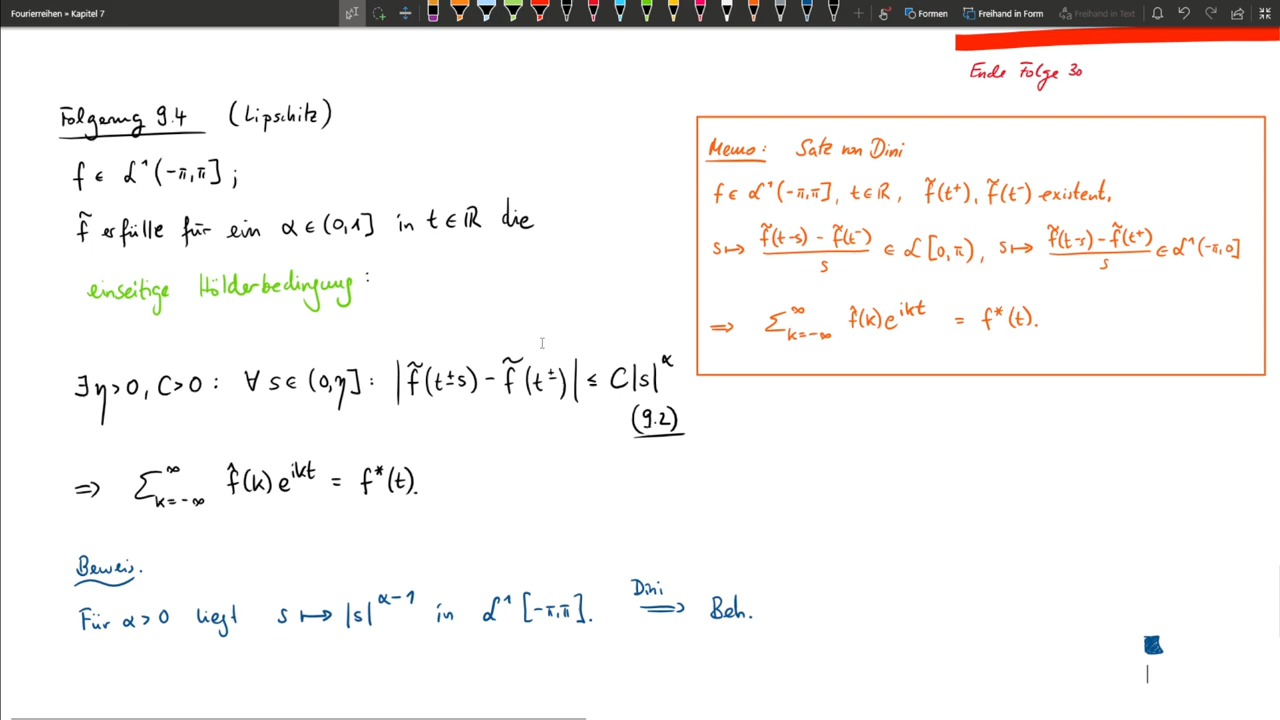 Fourierreihen » Kapitel 7
Formen
Freihand in Form
Freihand in Text
Ende Folge 30
Folgerung 9.4 (Lipschitz)
f ∈ ℒ¹(-π,π];
f̃ erfülle für ein α ∈ (0,1] in t ∈ ℝ die
einseitige Hölderbedingung:
∃ η>0, C>0 : ∀ s ∈ (0,η] : |f̃(t±s) - f̃(t±)| ≤ C|s|^α
(9.2)
⇒ ∑_{k=-∞}^{∞} f̂(k) e^{ikt} = f*(t).
Beweis.
Für α>0 liegt s ↦ |s|^{α-1} in ℒ¹[-π,π]. Dini ⟹ Beh.
Memo: Satz von Dini
f ∈ ℒ¹(-π,π], t ∈ ℝ, f̃(t⁺), f̃(t⁻) existent,
s ↦ (f̃(t-s) - f̃(t⁻))/s ∈ ℒ[0,π), s ↦ (f̃(t-s) - f̃(t⁺))/s ∈ ℒ¹(-π,0]
⇒ ∑_{k=-∞}^{∞} f̂(k) e^{ikt} = f*(t).